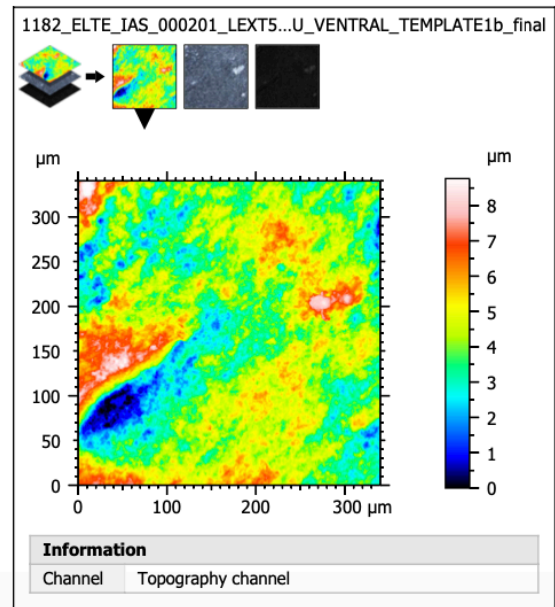 1182_ELTE_IAS_000201_LEXT5...U_VENTRAL_TEMPLATE1b_final
µm
µm
300
250
200
150
100
50
0
0 100 200 300 µm
8
7
6
5
4
3
2
1
0
Information
Channel Topography channel